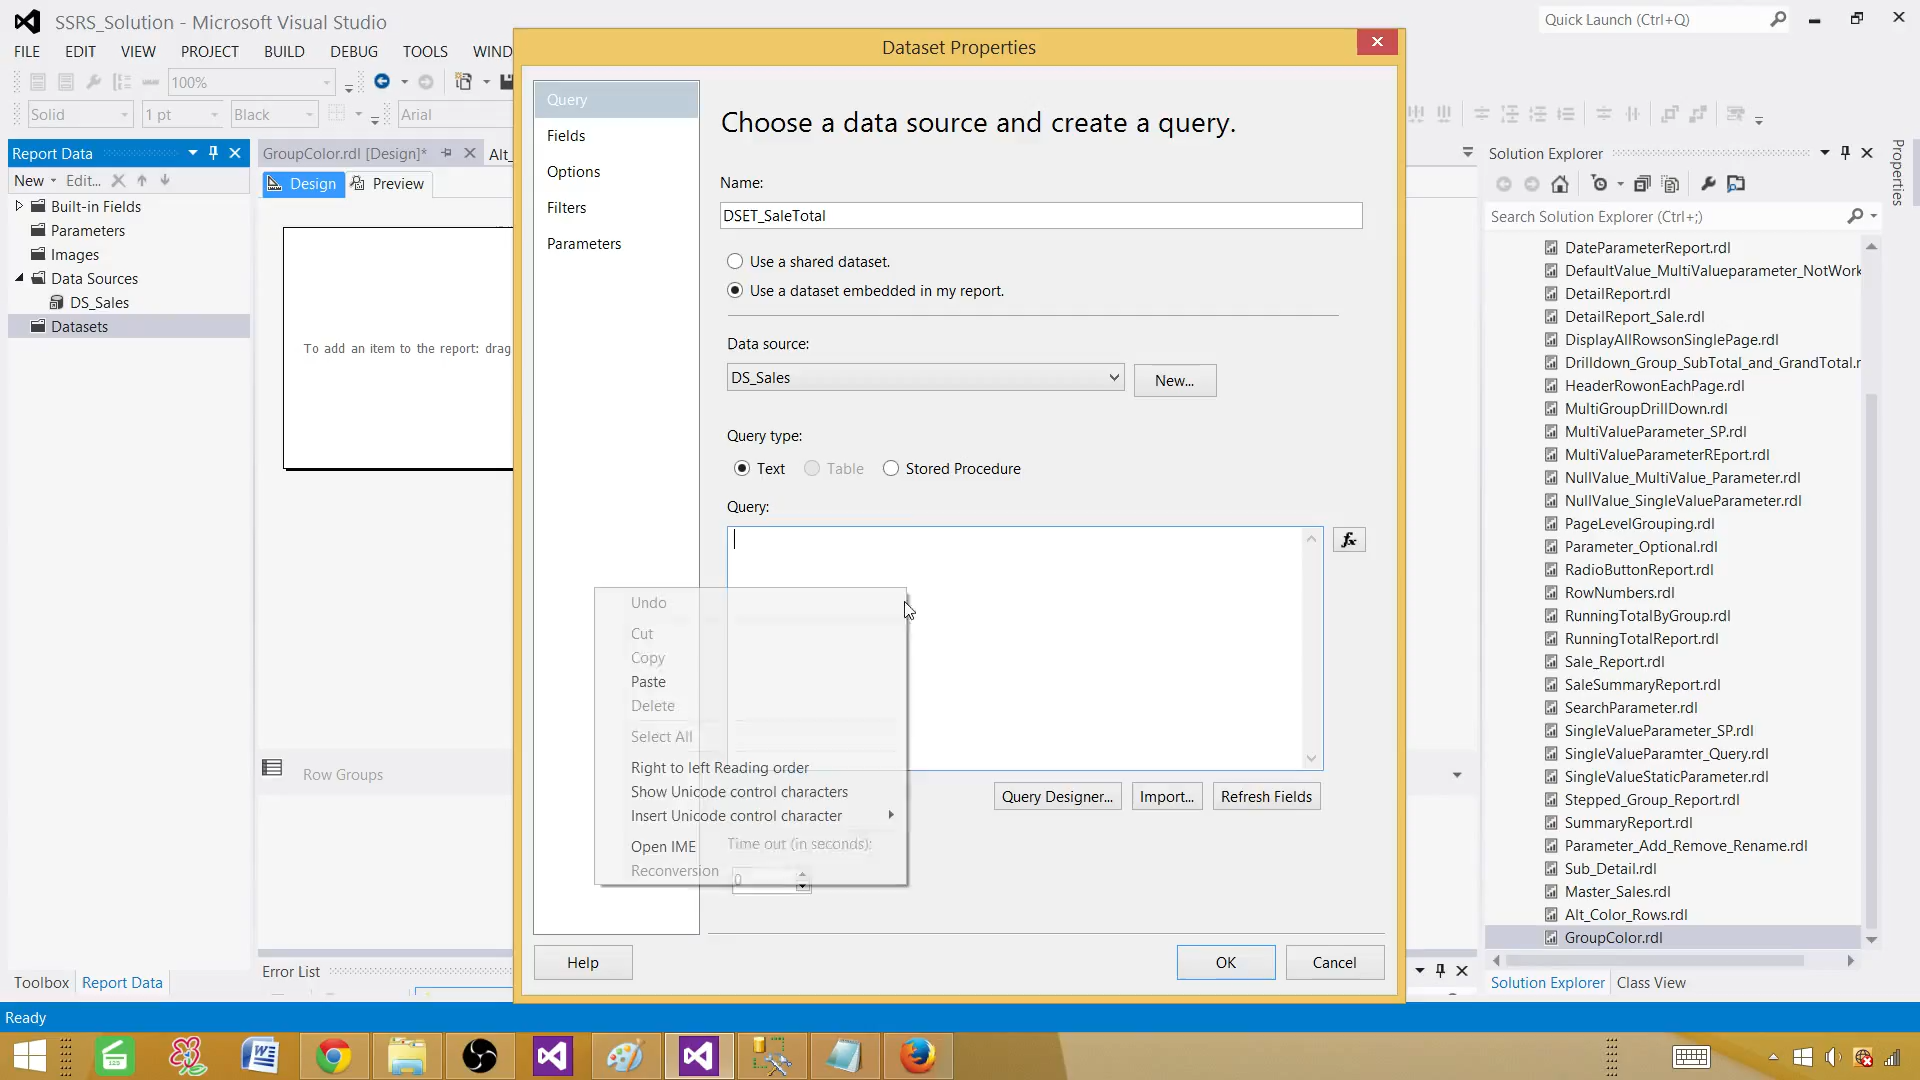 SSRS_Solution - Microsoft Visual Studio
Quick Launch (Ctrl+Q)
FILE EDIT VIEW PROJECT BUILD DEBUG TOOLS WIND
100%
Solid 1 pt Black Arial
Report Data
New Edit...
Built-in Fields
Parameters
Images
Data Sources
DS_Sales
Datasets
Toolbox Report Data
GroupColor.rdl [Design]* Alt_
Design Preview
To add an item to the report: drag
Row Groups
Error List
Dataset Properties
Query
Fields
Options
Filters
Parameters
Choose a data source and create a query.
Name:
DSET_SaleTotal
Use a shared dataset.
Use a dataset embedded in my report.
Data source:
DS_Sales New...
Query type:
Text Table Stored Procedure
Query:
fx
Undo
Cut
Copy
Paste
Delete
Select All
Right to left Reading order
Show Unicode control characters
Insert Unicode control character
Open IME
Reconversion
Query Designer... Import... Refresh Fields
Time out (in seconds):
0
Help OK Cancel
Solution Explorer
Search Solution Explorer (Ctrl+;)
DateParameterReport.rdl
DefaultValue_MultiValueparameter_NotWork
DetailReport.rdl
DetailReport_Sale.rdl
DisplayAllRowsonSinglePage.rdl
Drilldown_Group_SubTotal_and_GrandTotal.r
HeaderRowonEachPage.rdl
MultiGroupDrillDown.rdl
MultiValueParameter_SP.rdl
MultiValueParameterREport.rdl
NullValue_MultiValue_Parameter.rdl
NullValue_SingleValueParameter.rdl
PageLevelGrouping.rdl
Parameter_Optional.rdl
RadioButtonReport.rdl
RowNumbers.rdl
RunningTotalByGroup.rdl
RunningTotalReport.rdl
Sale_Report.rdl
SaleSummaryReport.rdl
SearchParameter.rdl
SingleValueParameter_SP.rdl
SingleValueParamter_Query.rdl
SingleValueStaticParameter.rdl
Stepped_Group_Report.rdl
SummaryReport.rdl
Parameter_Add_Remove_Rename.rdl
Sub_Detail.rdl
Master_Sales.rdl
Alt_Color_Rows.rdl
GroupColor.rdl
Solution Explorer Class View
Properties
Ready